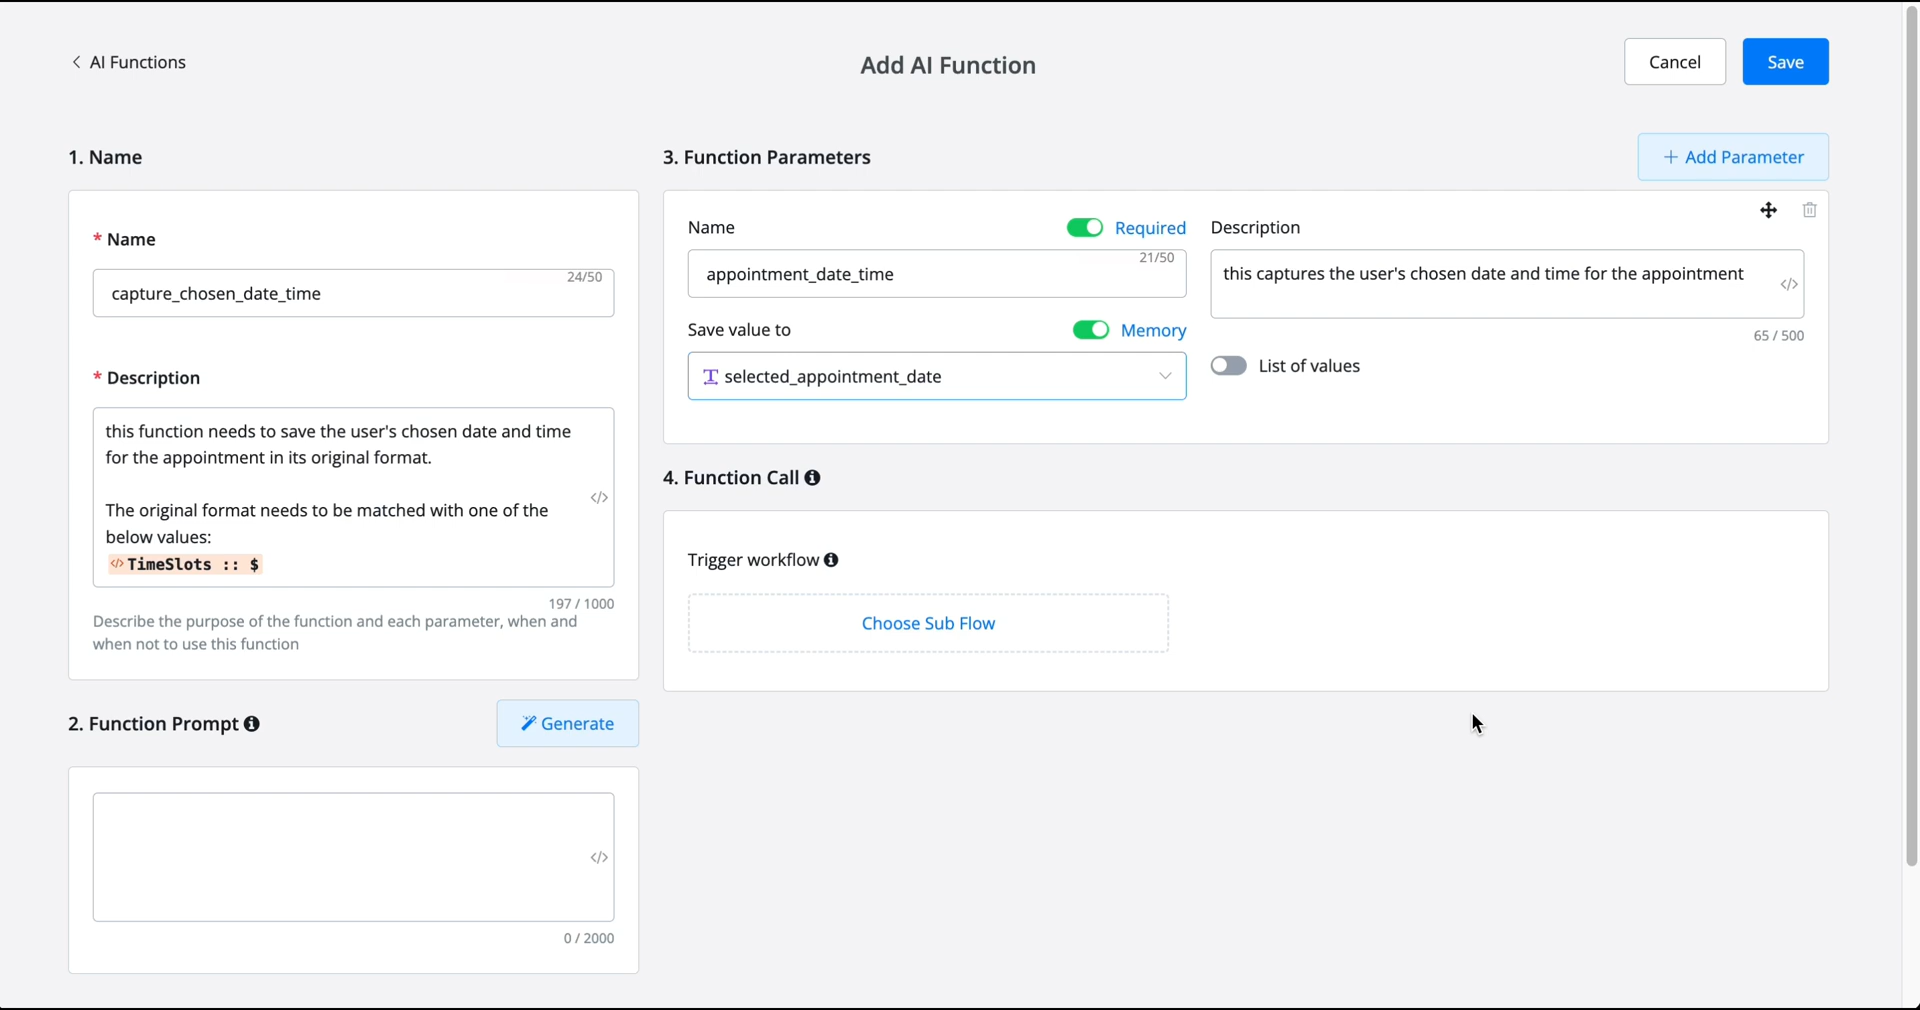 AI Functions
Add AI Function
Cancel
Save
1. Name
* Name
24/50
capture_chosen_date_time
* Description
this function needs to save the user's chosen date and time
for the appointment in its original format.
The original format needs to be matched with one of the
below values:
</> TimeSlots :: $
</>
197 / 1000
Describe the purpose of the function and each parameter, when and
when not to use this function
2. Function Prompt
Generate
</>
0 / 2000
3. Function Parameters
+ Add Parameter
Name
Required
21/50
appointment_date_time
Description
this captures the user's chosen date and time for the appointment
</>
65 / 500
Save value to
Memory
selected_appointment_date
List of values
4. Function Call
Trigger workflow
Choose Sub Flow